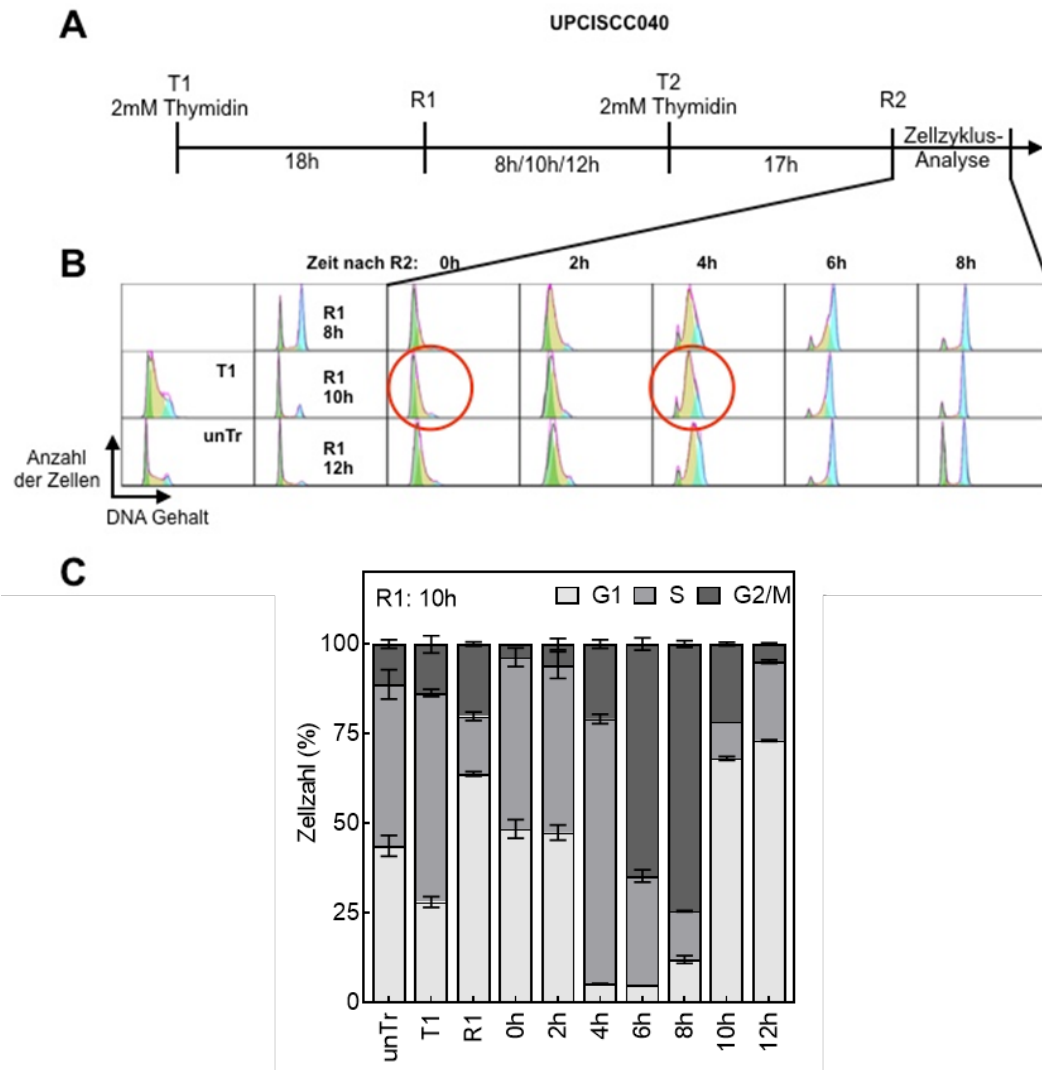 A
UPCISCC040
T1
2mM Thymidin
R1
T2
2mM Thymidin
R2
18h
8h/10h/12h
17h
Zellzyklus-
Analyse
B
Zeit nach R2: 0h 2h 4h 6h 8h
R1
8h
T1
R1
10h
unTr
R1
12h
Anzahl
der Zellen
DNA Gehalt
C
R1: 10h G1 S G2/M
100
75
50
25
0
Zellzahl (%)
unTr T1 R1 0h 2h 4h 6h 8h 10h 12h